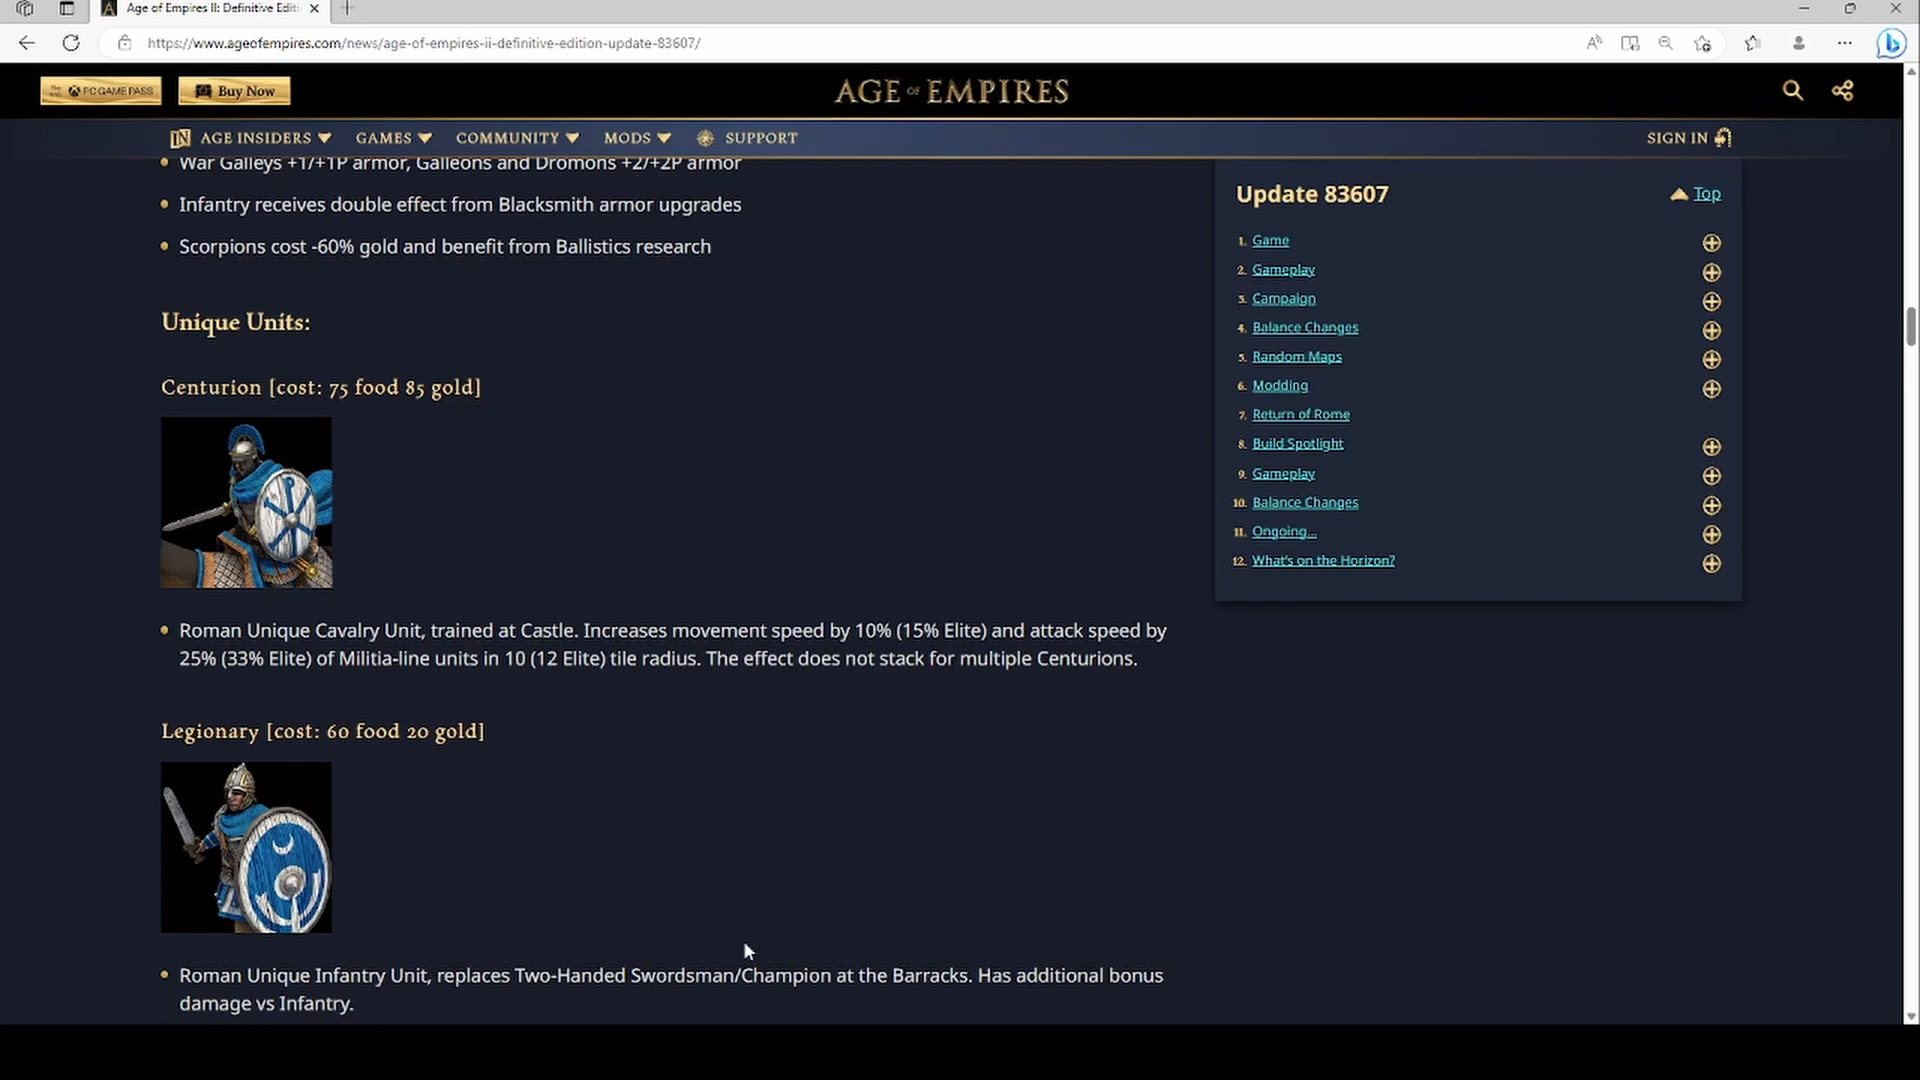 Age of Empires II: Definitive Editi
https://www.ageofempires.com/news/age-of-empires-ii-definitive-edition-update-83607/
PC GAME PASS
Buy Now
AGE OF EMPIRES
AGE INSIDERS
GAMES
COMMUNITY
MODS
SUPPORT
SIGN IN
War Galleys +1/+1P armor, Galleons and Dromons +2/+2P armor
Infantry receives double effect from Blacksmith armor upgrades
Scorpions cost -60% gold and benefit from Ballistics research
Unique Units:
Centurion [cost: 75 food 85 gold]
Roman Unique Cavalry Unit, trained at Castle. Increases movement speed by 10% (15% Elite) and attack speed by
25% (33% Elite) of Militia-line units in 10 (12 Elite) tile radius. The effect does not stack for multiple Centurions.
Legionary [cost: 60 food 20 gold]
Roman Unique Infantry Unit, replaces Two-Handed Swordsman/Champion at the Barracks. Has additional bonus
damage vs Infantry.
Update 83607
Top
1. Game
2. Gameplay
3. Campaign
4. Balance Changes
5. Random Maps
6. Modding
7. Return of Rome
8. Build Spotlight
9. Gameplay
10. Balance Changes
11. Ongoing...
12. What's on the Horizon?